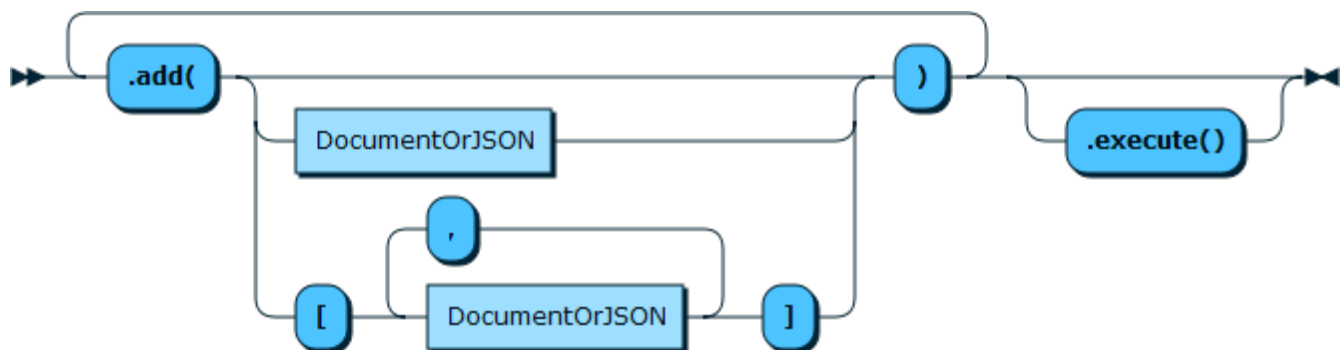 .add( )
DocumentOrJSON .execute()
,
[ DocumentOrJSON ]